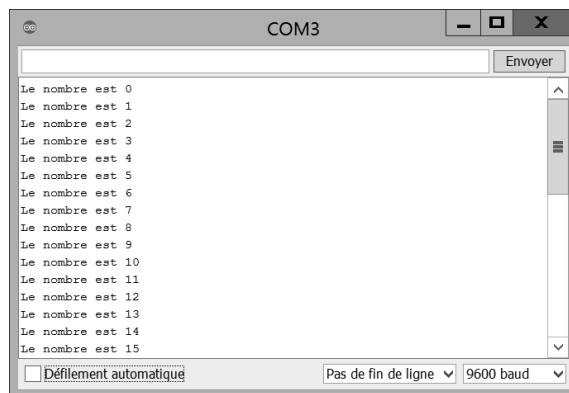 COM3
Envoyer
Le nombre est 0
Le nombre est 1
Le nombre est 2
Le nombre est 3
Le nombre est 4
Le nombre est 5
Le nombre est 6
Le nombre est 7
Le nombre est 8
Le nombre est 9
Le nombre est 10
Le nombre est 11
Le nombre est 12
Le nombre est 13
Le nombre est 14
Le nombre est 15
Défilement automatique Pas de fin de ligne 9600 baud